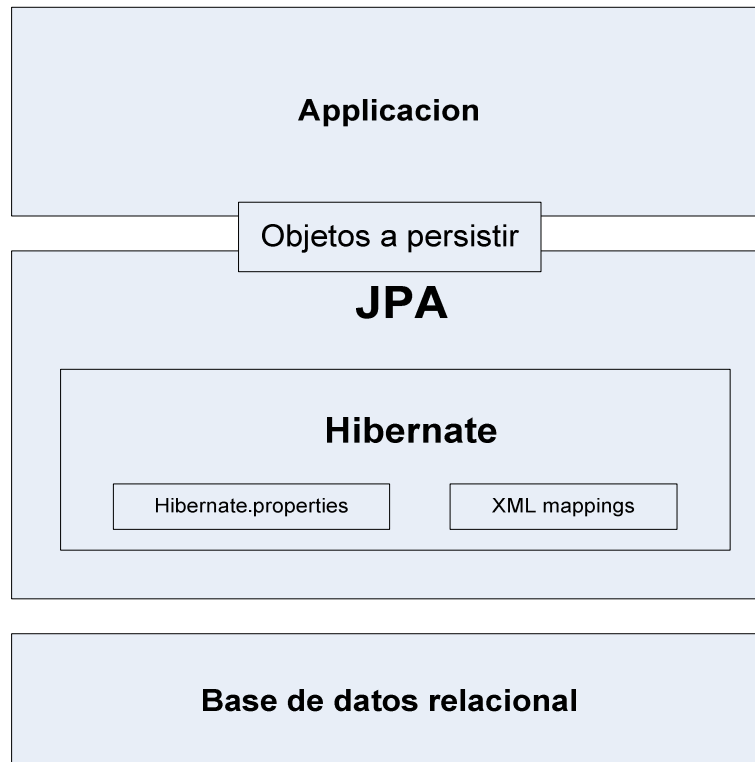 Applicacion
Objetos a persistir
JPA
Hibernate
Hibernate.properties
XML mappings
Base de datos relacional